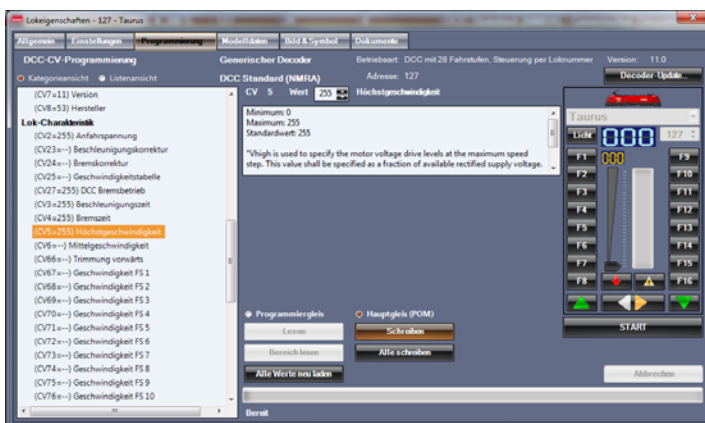 Lokeigenschaften - 127 - Taurus
Allgemein Einstellungen Programmierung Modelldaten Bild & Symbol Dokumente
DCC-CV-Programmierung
Kategorieansicht Listenansicht
(CV7=11) Version
(CV8=53) Hersteller
Lok-Charakteristik
(CV2=255) Anfahrspannung
(CV23=--) Beschleunigungskorrektur
(CV24=--) Bremskorrektur
(CV25=--) Geschwindigkeitstabelle
(CV27=255) DCC Bremsbetrieb
(CV3=255) Beschleunigungszeit
(CV4=255) Bremszeit
(CV5=255) Höchstgeschwindigkeit
(CV6=--) Mittelgeschwindigkeit
(CV66=--) Trimmung vorwärts
(CV67=--) Geschwindigkeit FS 1
(CV68=--) Geschwindigkeit FS 2
(CV69=--) Geschwindigkeit FS 3
(CV70=--) Geschwindigkeit FS 4
(CV71=--) Geschwindigkeit FS 5
(CV72=--) Geschwindigkeit FS 6
(CV73=--) Geschwindigkeit FS 7
(CV74=--) Geschwindigkeit FS 8
(CV75=--) Geschwindigkeit FS 9
(CV76=--) Geschwindigkeit FS 10
Generischer Decoder
Betriebsart: DCC mit 28 Fahrstufen, Steuerung per Loknummer
Version: 11.0
DCC Standard (NMRA)
Adresse: 127
Decoder-Update...
CV 5 Wert 255 Höchstgeschwindigkeit
Minimum: 0
Maximum: 255
Standardwert: 255
"Vhigh is used to specify the motor voltage drive levels at the maximum speed
step. This value shall be specified as a fraction of available rectified supply voltage.
Programmiergleis Hauptgleis (POM)
Lesen Schreiben
Bereich lesen Alle schreiben
Alle Werte neu laden
Bereit
Taurus
Licht 000 127
F1 000 F9
F2 F10
F3 F11
F4 F12
F5 F13
F6 F14
F7 F15
F8 F16
START
Abbrechen